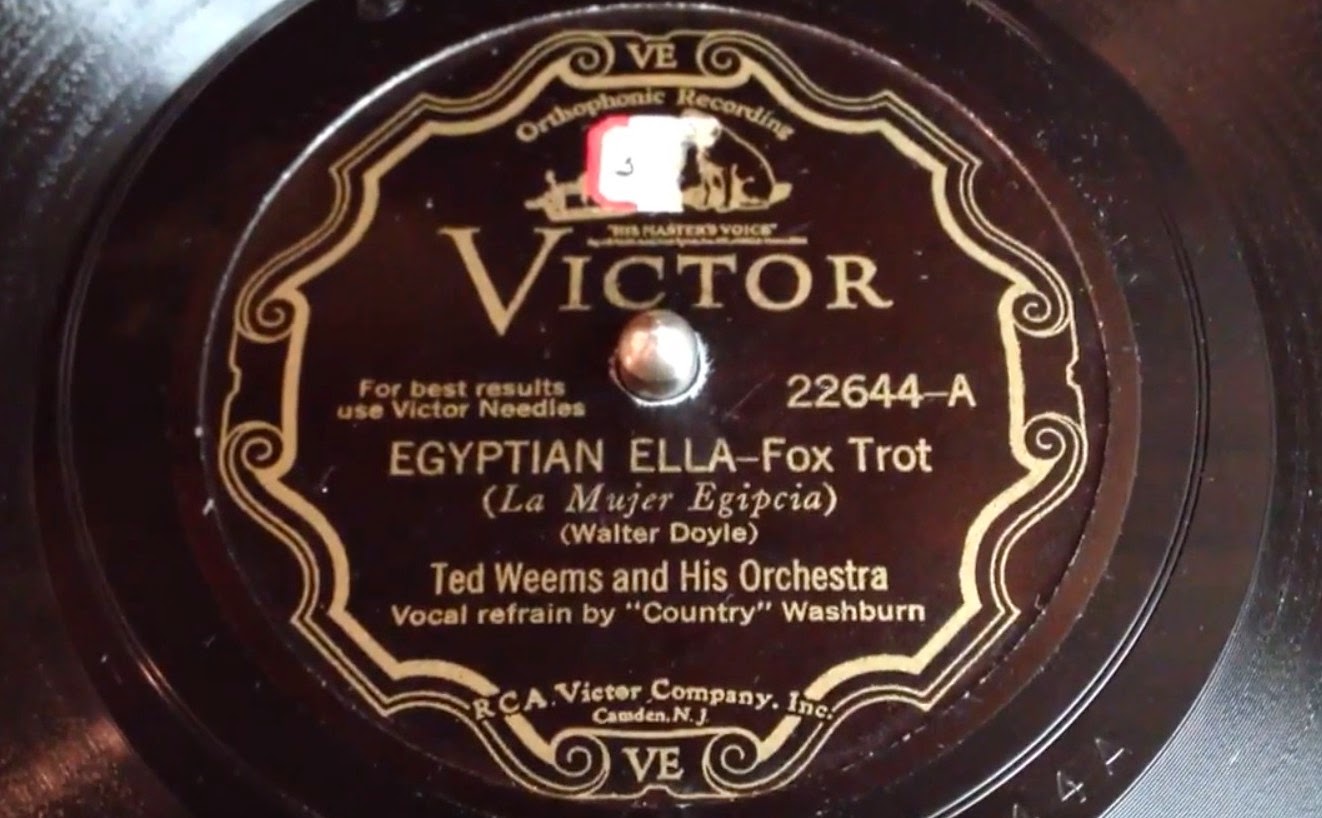 VE
Orthophonic Recording
"HIS MASTER'S VOICE"
VICTOR
For best results
use Victor Needles
22644-A
EGYPTIAN ELLA-Fox Trot
(La Mujer Egipcia)
(Walter Doyle)
Ted Weems and His Orchestra
Vocal refrain by "Country" Washburn
RCA Victor Company, Inc.
Camden, N. J.
VE